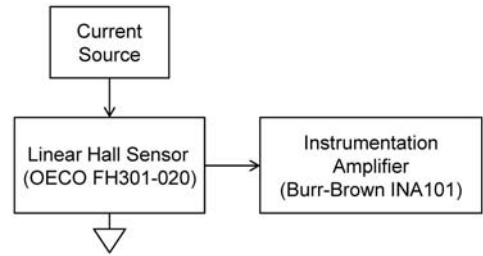 Current
Source
Linear Hall Sensor
(OECO FH301-020)
Instrumentation
Amplifier
(Burr-Brown INA101)